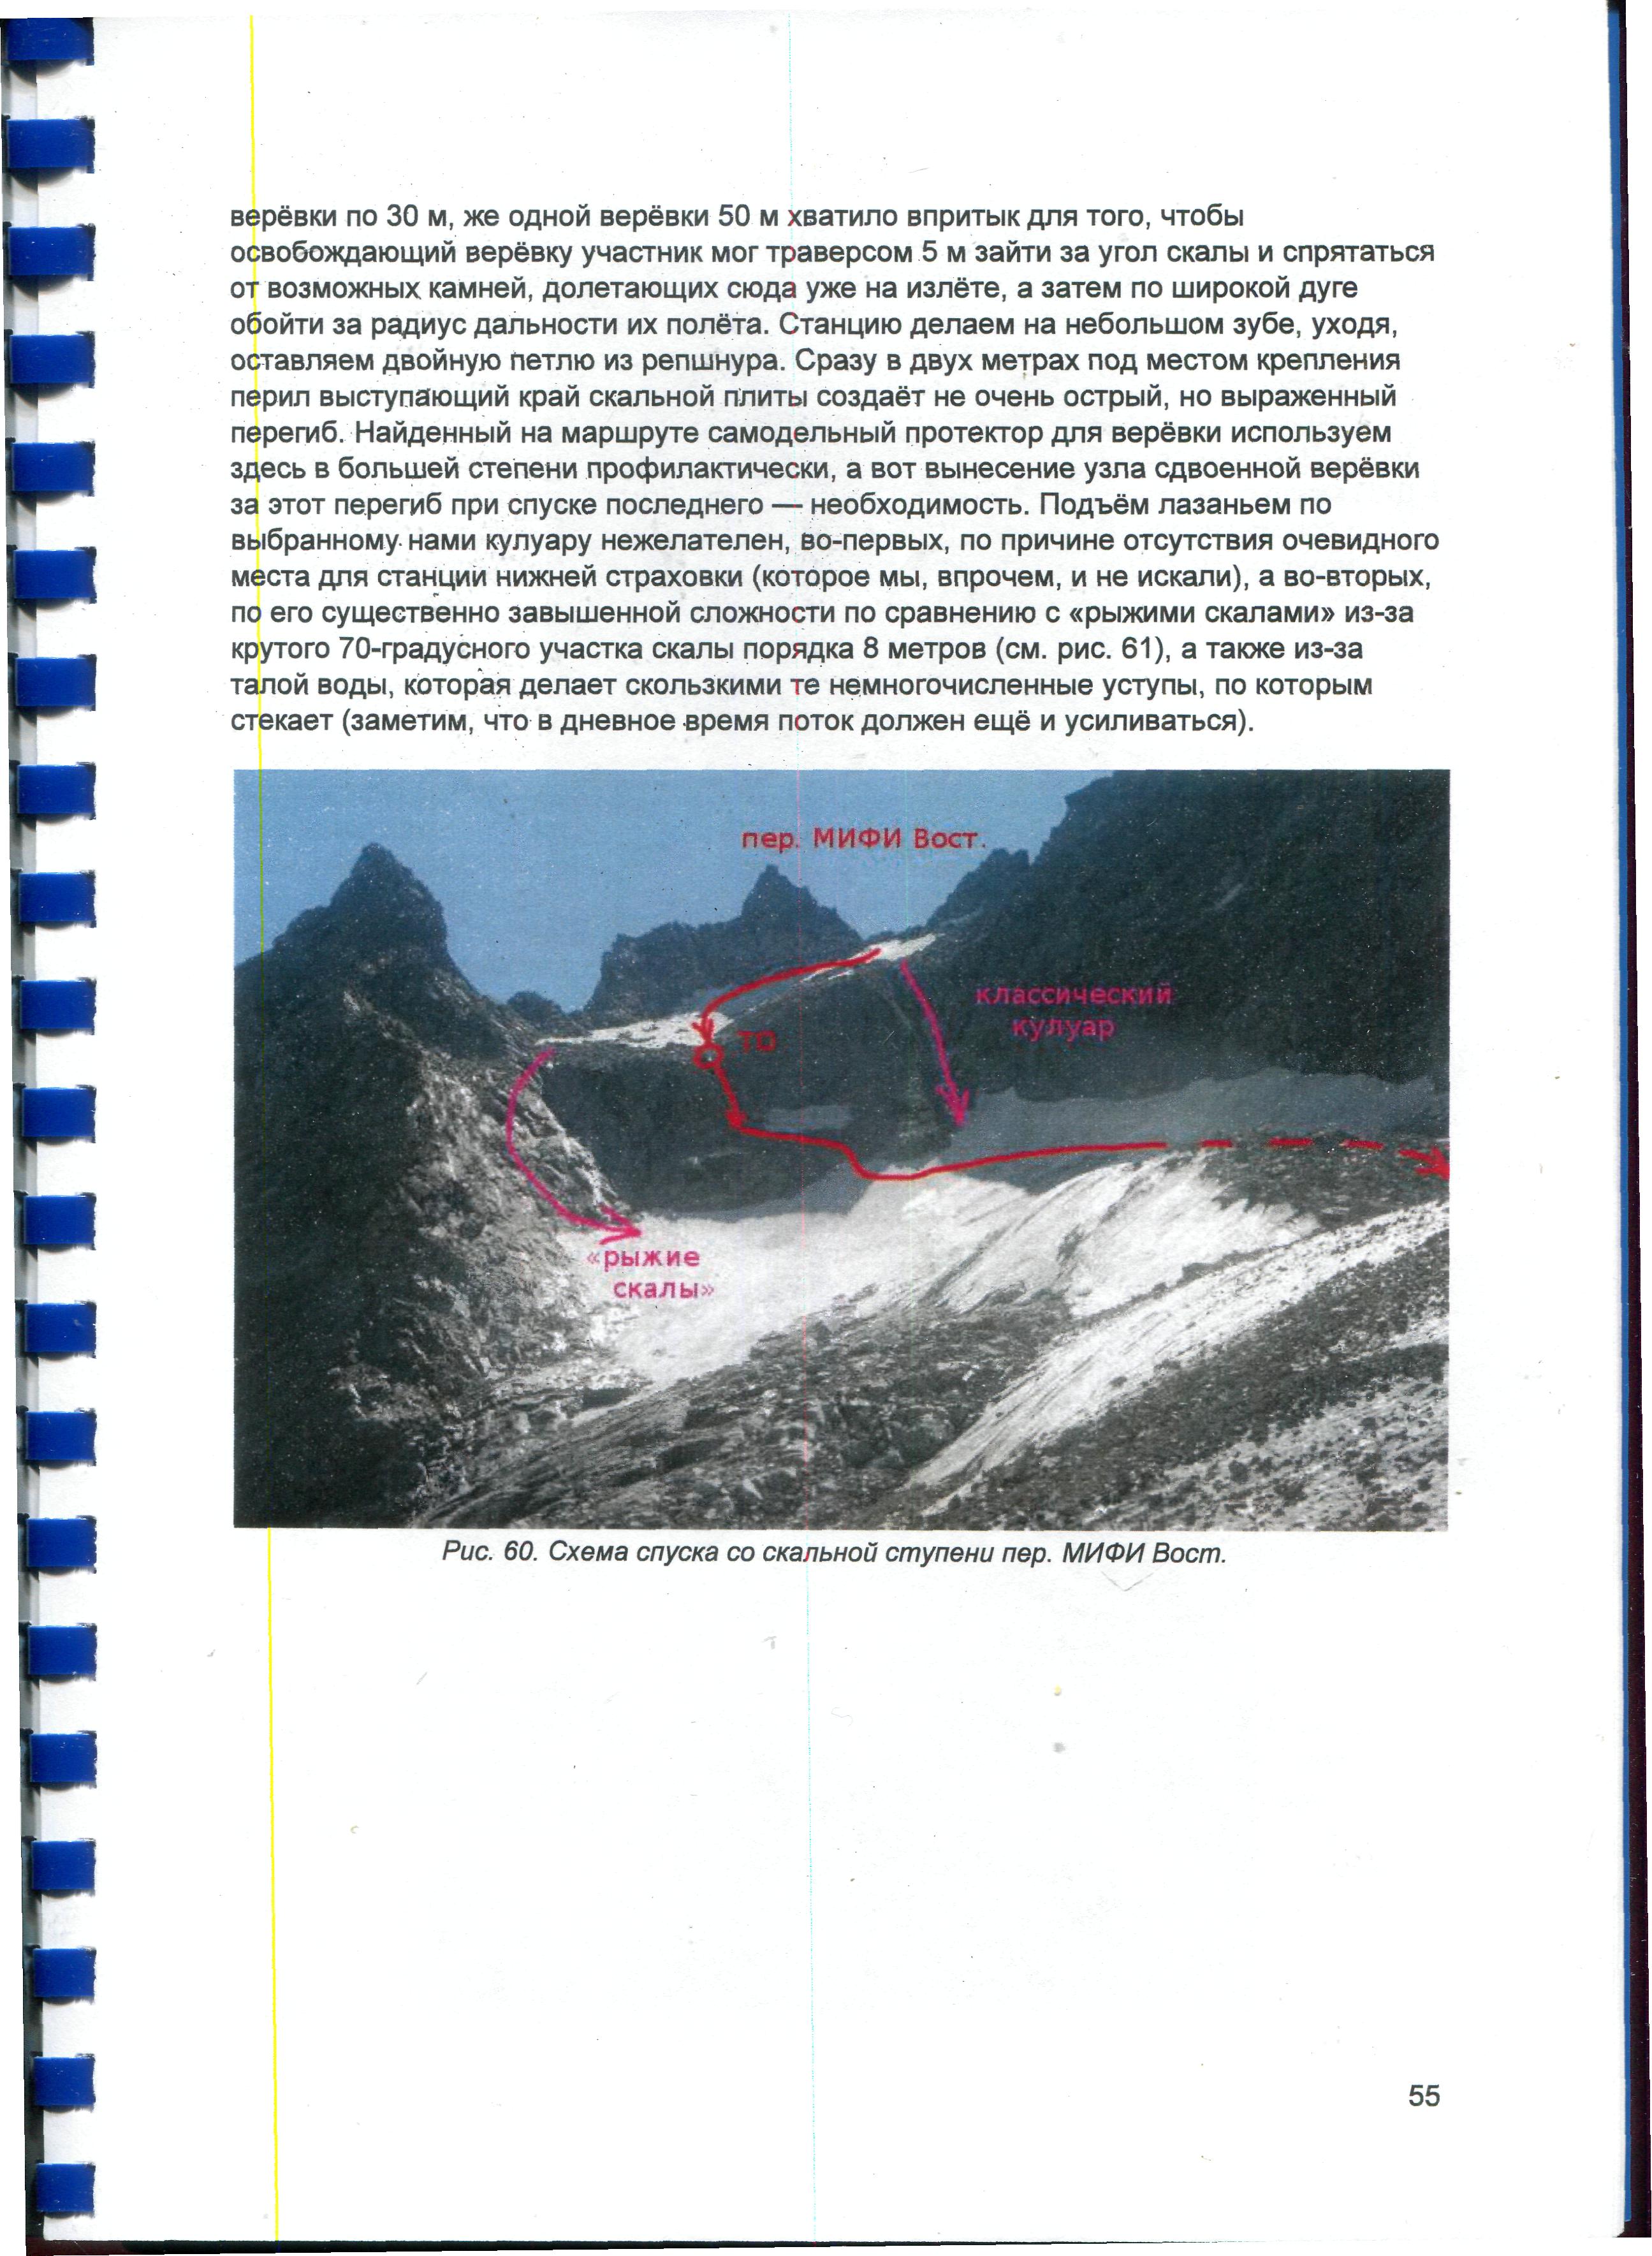 верёвки по 30 м, же одной верёвки 50 м хватило впритык для того, чтобы
освобождающий верёвку участник мог траверсом 5 м зайти за угол скалы и спрятаться
от возможных камней, долетающих сюда уже на излёте, а затем по широкой дуге
обойти за радиус дальности их полёта. Станцию делаем на небольшом зубе, уходя,
оставляем двойную петлю из репшнура. Сразу в двух метрах под местом крепления
перил выступающий край скальной плиты создаёт не очень острый, но выраженный
перегиб. Найденный на маршруте самодельный протектор для верёвки используем
здесь в большей степени профилактически, а вот вынесение узла сдвоенной верёвки
за этот перегиб при спуске последнего — необходимость. Подъём лазаньем по
выбранному нами кулуару нежелателен, во-первых, по причине отсутствия очевидного
места для станции нижней страховки (которое мы, впрочем, и не искали), а во-вторых,
по его существенно завышенной сложности по сравнению с «рыжими скалами» из-за
крутого 70-градусного участка скалы порядка 8 метров (см. рис. 61), а также из-за
талой воды, которая делает скользкими те немногочисленные уступы, по которым
стекает (заметим, что в дневное время поток должен ещё и усиливаться).
пер. МИФИ Вост.
классический
кулуар
ТО
«рыжие
скалы»
Рис. 60. Схема спуска со скальной ступени пер. МИФИ Вост.
55